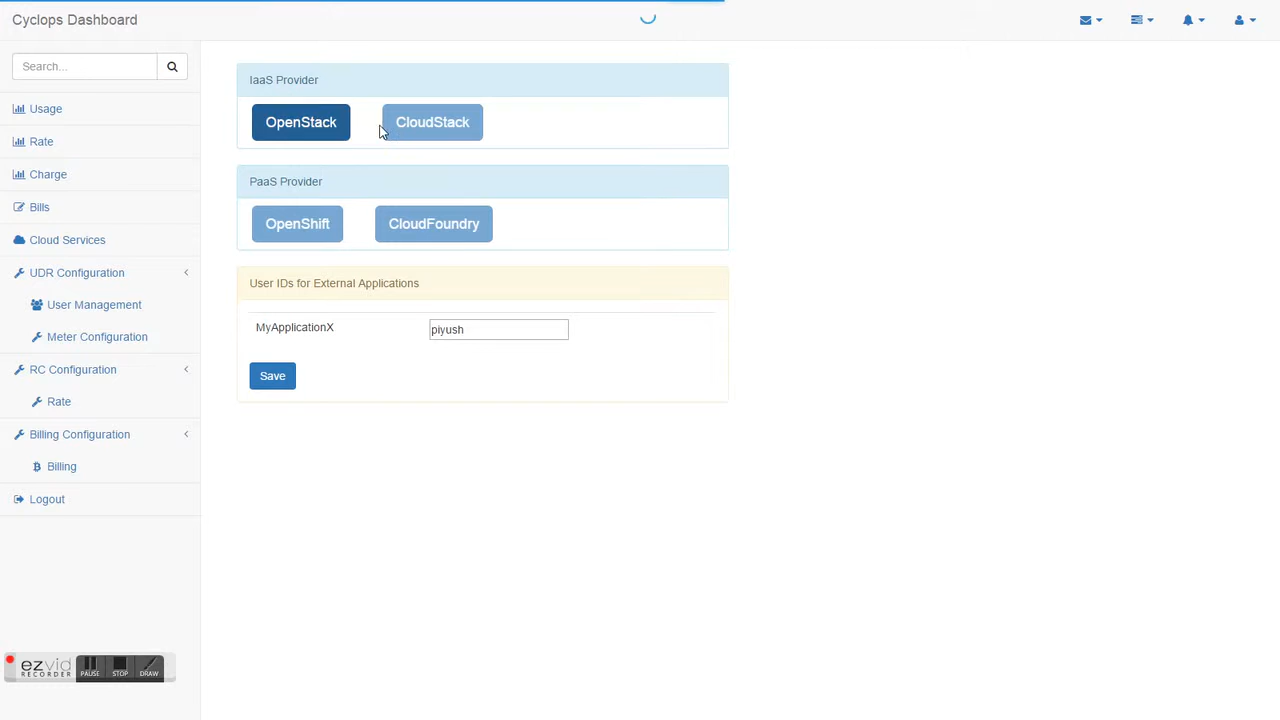 Cyclops Dashboard
Search...
Usage
Rate
Charge
Bills
Cloud Services
UDR Configuration
User Management
Meter Configuration
RC Configuration
Rate
Billing Configuration
Billing
Logout
IaaS Provider
OpenStack CloudStack
PaaS Provider
OpenShift CloudFoundry
User IDs for External Applications
MyApplicationX piyush
Save
ezvid
RECORDER
PAUSE STOP DRAW